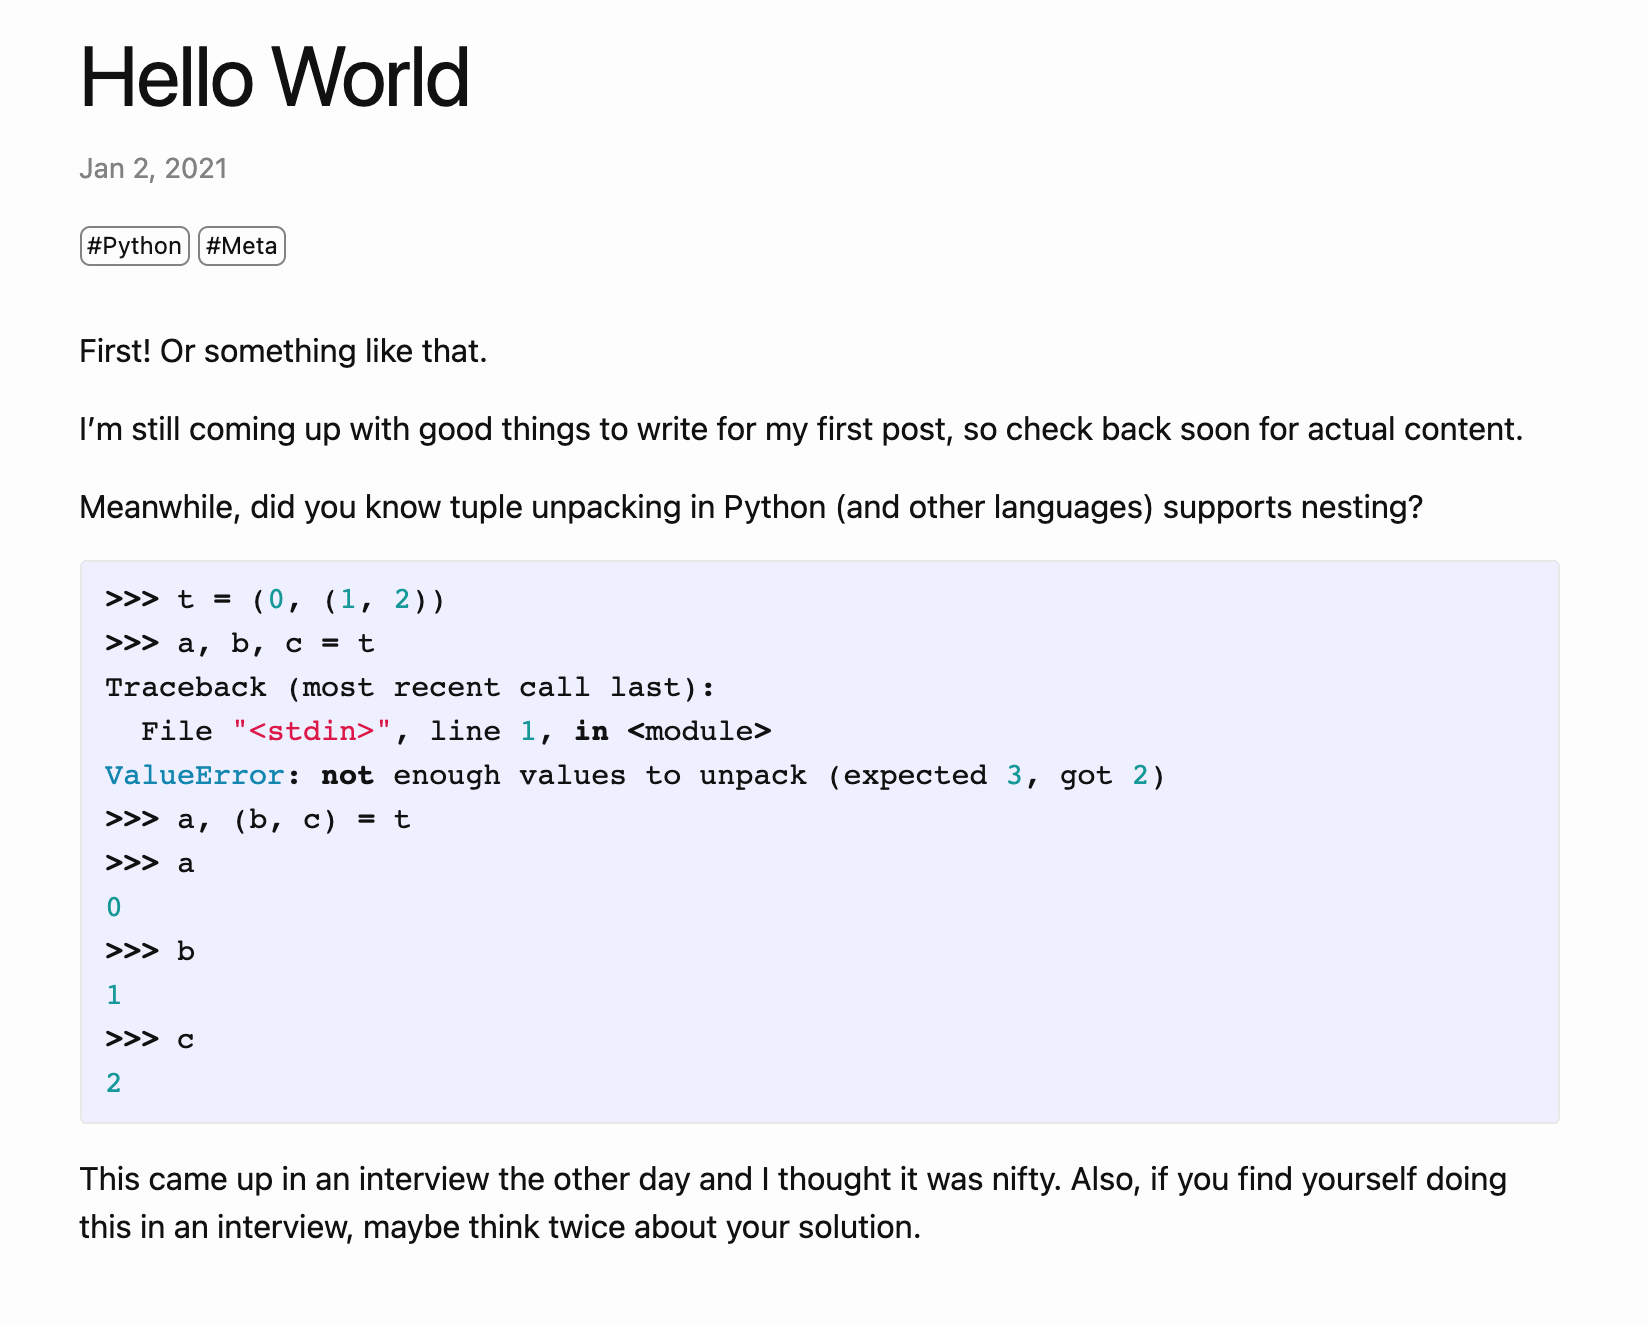 Hello World
Jan 2, 2021
#Python #Meta
First! Or something like that.
I’m still coming up with good things to write for my first post, so check back soon for actual content.
Meanwhile, did you know tuple unpacking in Python (and other languages) supports nesting?
>>> t = (0, (1, 2))
>>> a, b, c = t
Traceback (most recent call last):
  File "<stdin>", line 1, in <module>
ValueError: not enough values to unpack (expected 3, got 2)
>>> a, (b, c) = t
>>> a
0
>>> b
1
>>> c
2
This came up in an interview the other day and I thought it was nifty. Also, if you find yourself doing
this in an interview, maybe think twice about your solution.